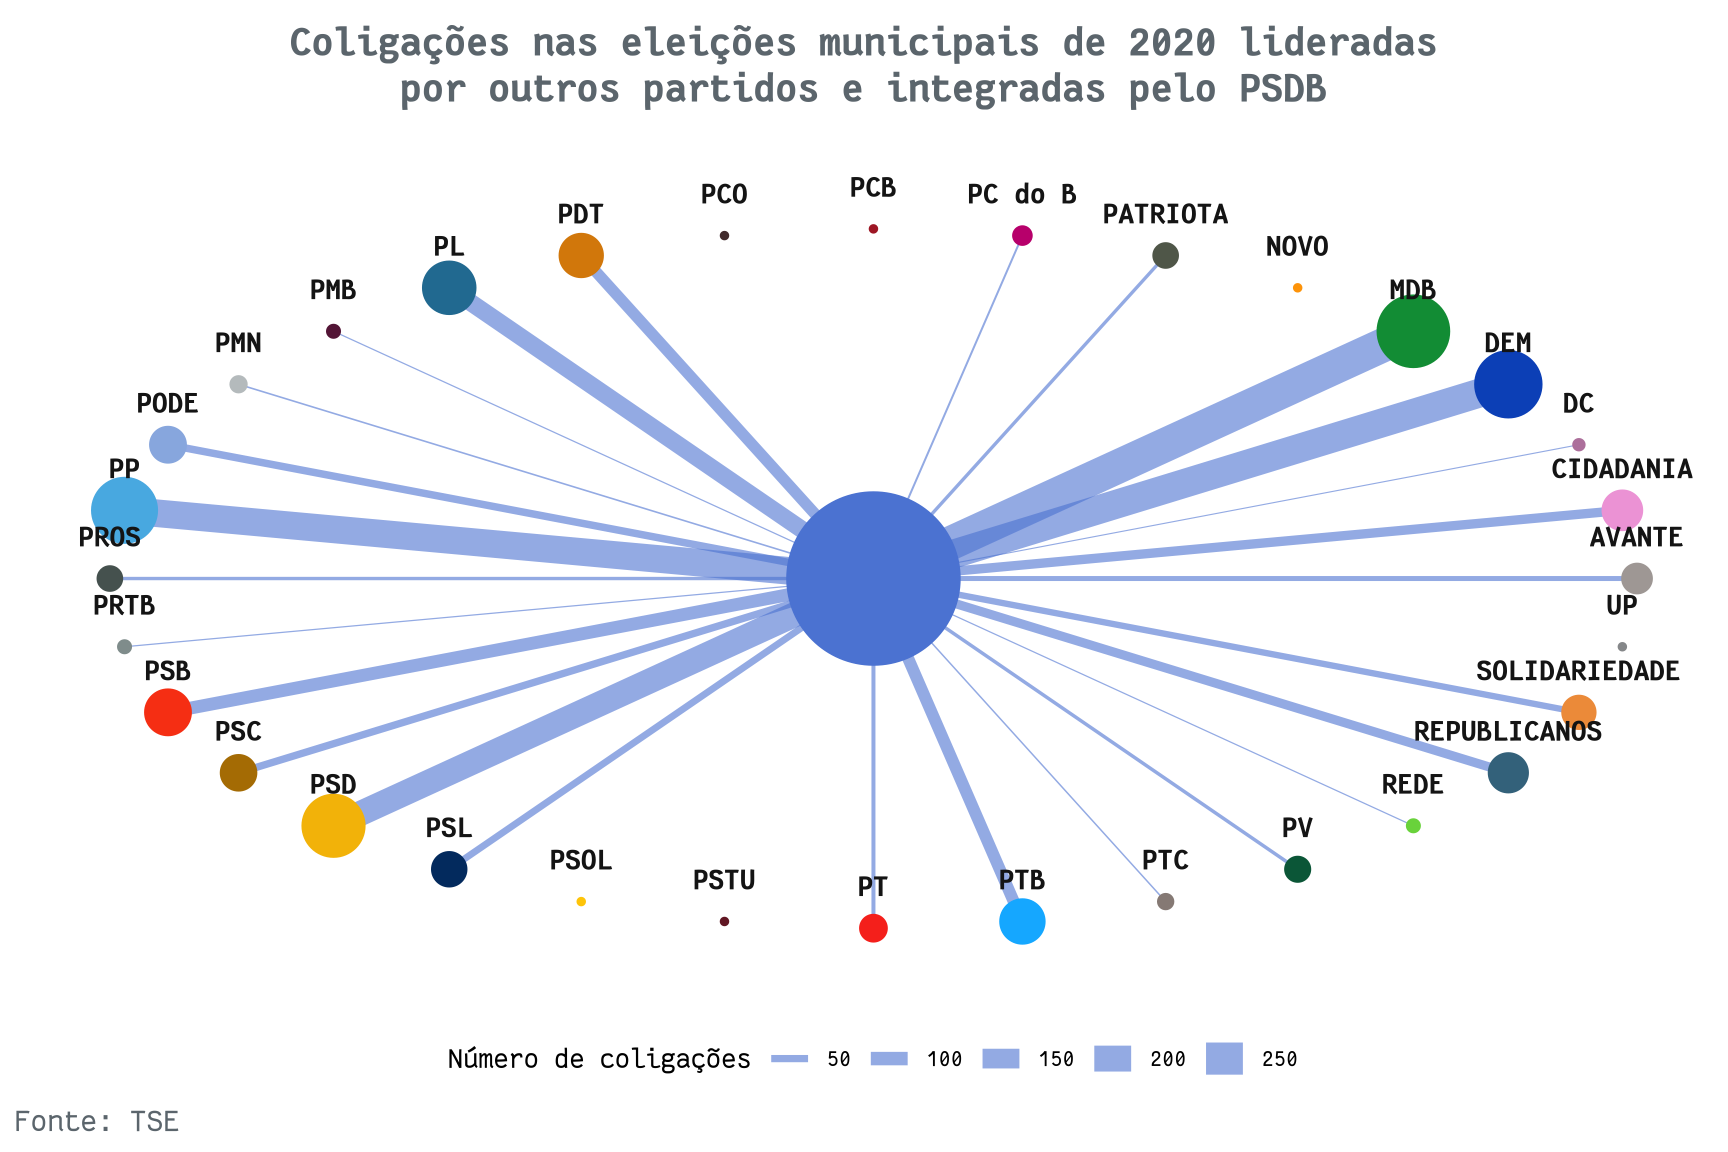 Coligações nas eleições municipais de 2020 lideradas
por outros partidos e integradas pelo PSDB
PCB
PCO
PC do B
PDT
PATRIOTA
PL
NOVO
PMB
MDB
PMN
DEM
PODE
DC
PP
CIDADANIA
PROS
AVANTE
PRTB
UP
PSB
SOLIDARIEDADE
PSC
REPUBLICANOS
PSD
REDE
PSL
PV
PSOL
PTC
PSTU
PTB
PT
Número de coligações 50 100 150 200 250
Fonte: TSE